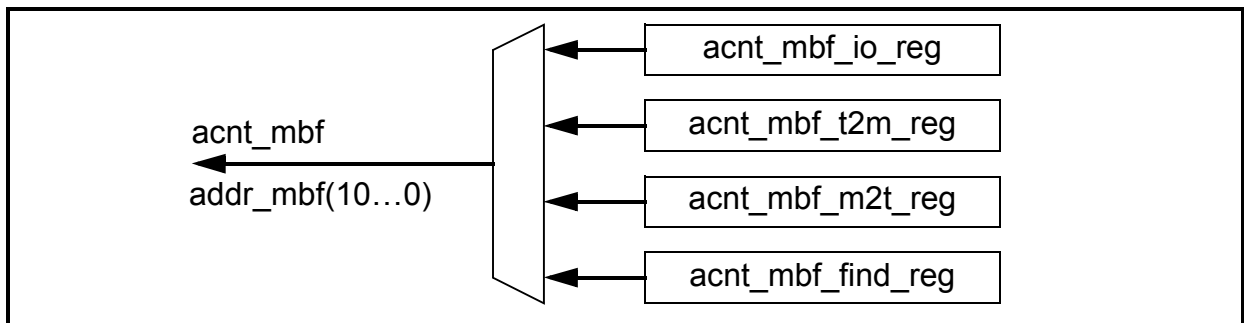 acnt_mbf_io_reg
acnt_mbf_t2m_reg
acnt_mbf
addr_mbf(10…0)
acnt_mbf_m2t_reg
acnt_mbf_find_reg